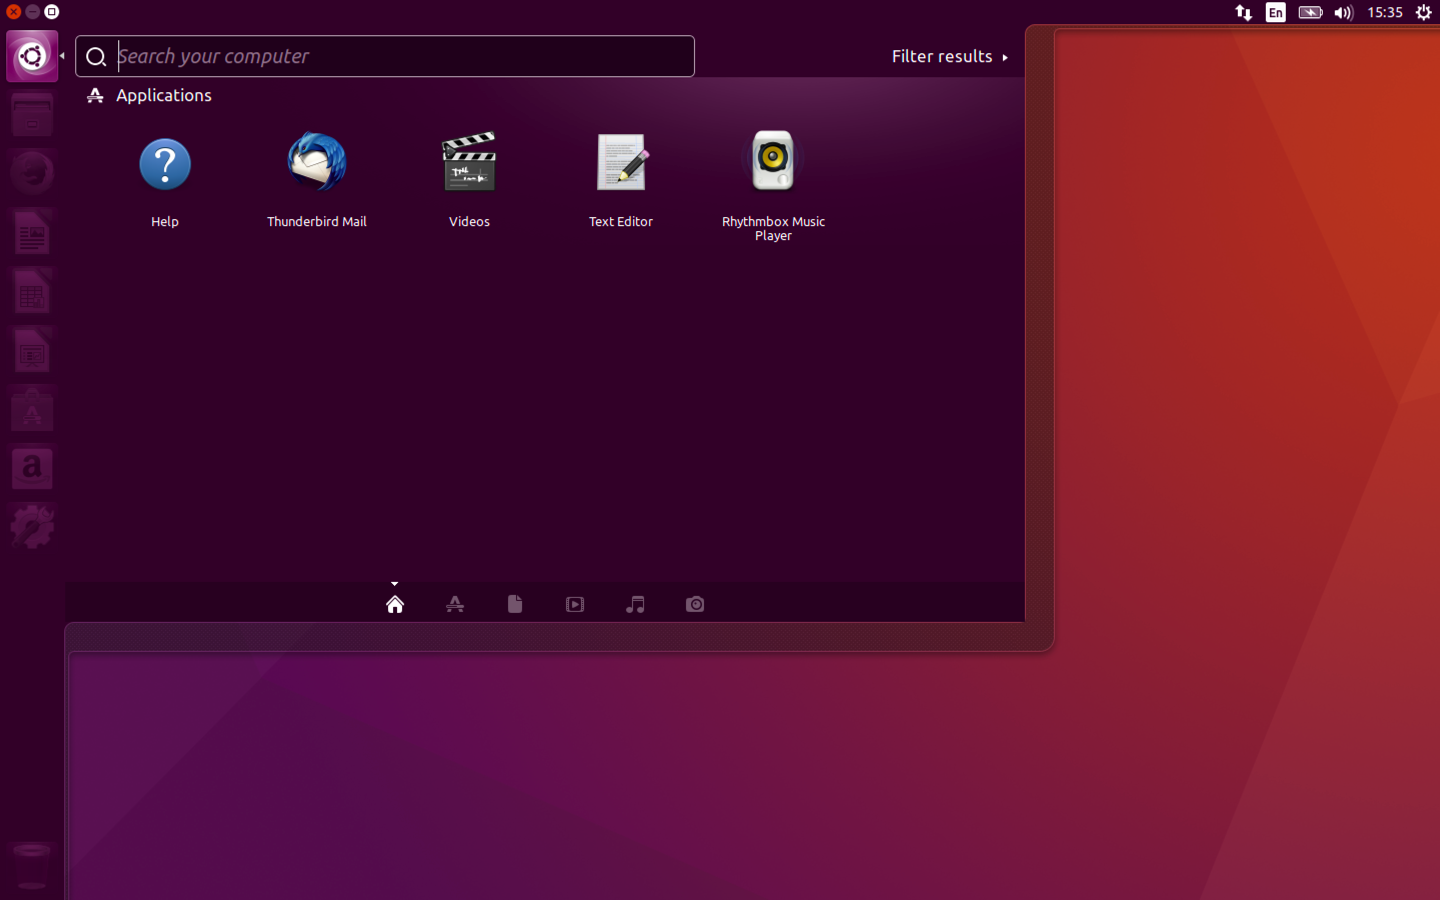 En
15:35
Search your computer
Filter results
Applications
?
Help
Thunderbird Mail
Videos
Text Editor
Rhythmbox Music
Player
a